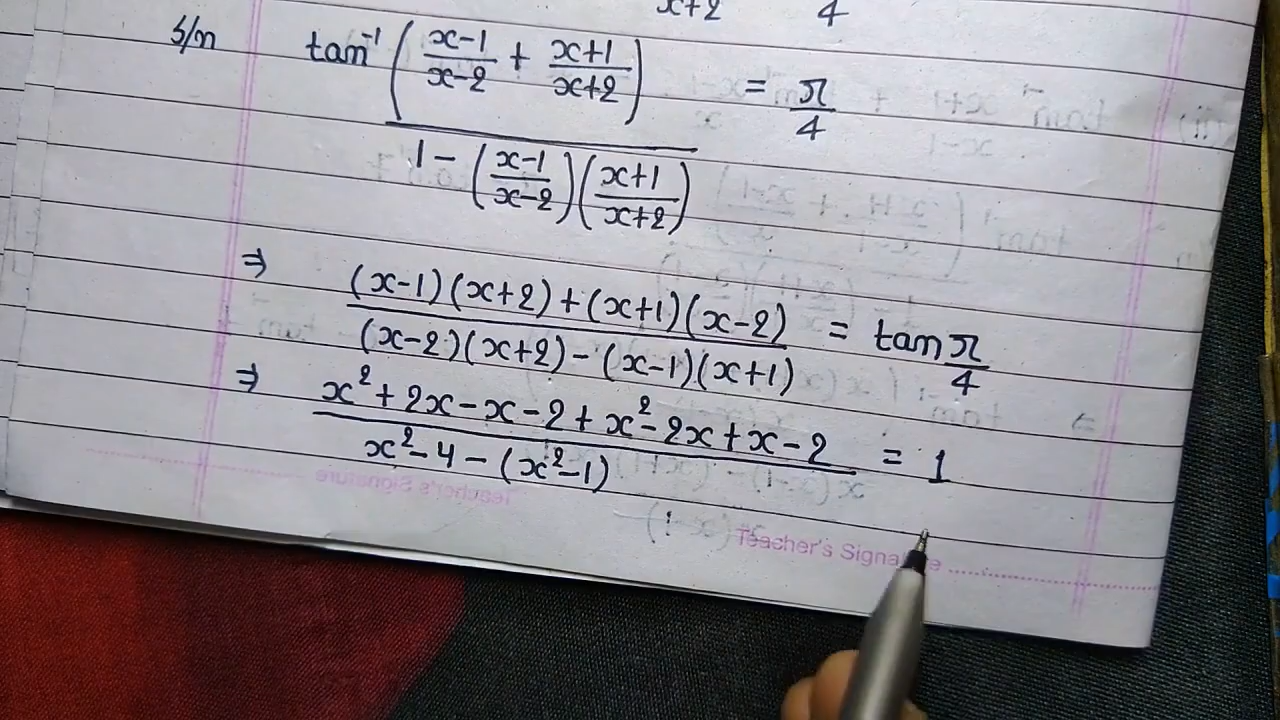 x+2 4
S/n tan⁻¹ ( (x-1)/(x-2) + (x+1)/(x+2) ) / ( 1 - ((x-1)/(x-2)) ((x+1)/(x+2)) ) = π/4
⇒ ( (x-1)(x+2) + (x+1)(x-2) ) / ( (x-2)(x+2) - (x-1)(x+1) ) = tan π/4
⇒ ( x² + 2x - x - 2 + x² - 2x + x - 2 ) / ( x² - 4 - (x² - 1) ) = 1
Teacher's Signature